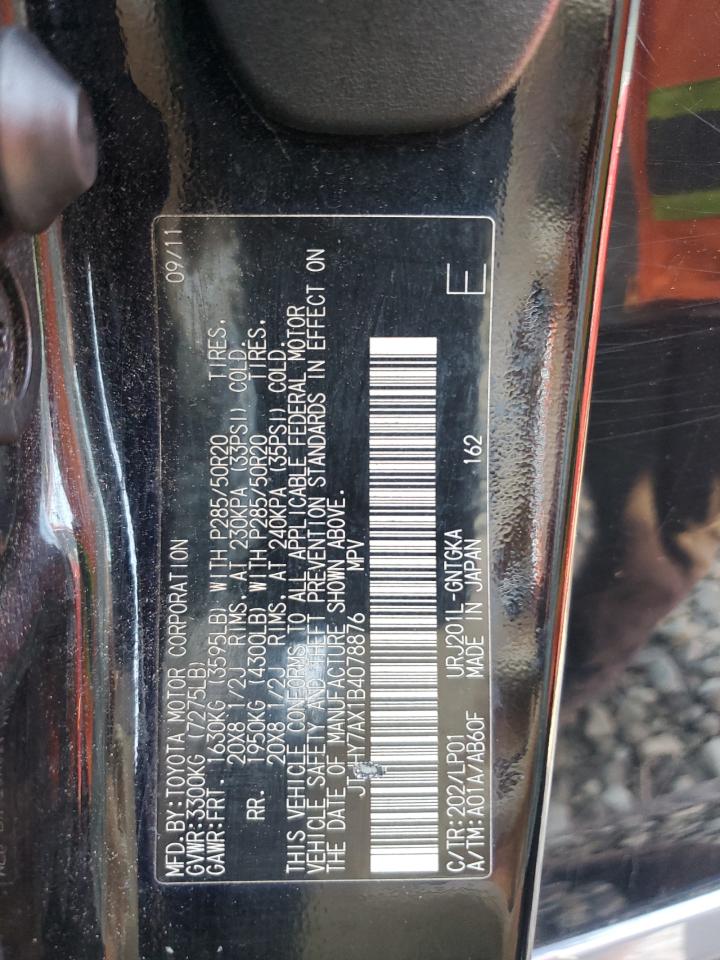 MFD. BY:TOYOTA MOTOR CORPORATION 09/11
GVWR:3300KG (7275LB)
GAWR:FRT. 1630KG (3595LB) WITH P285/50R20 TIRES.
20X8 1/2J RIMS. AT 230KPA (33PSI) COLD.
RR. 1950KG (4300LB) WITH P285/50R20 TIRES.
20X8 1/2J RIMS. AT 240KPA (35PSI) COLD.
THIS VEHICLE CONFORMS TO ALL APPLICABLE FEDERAL MOTOR
VEHICLE SAFETY AND THEFT PREVENTION STANDARDS IN EFFECT ON
THE DATE OF MANUFACTURE SHOWN ABOVE.
JTJHY7AX1B4078876 MPV
C/TR:202/LP01 URJ201L-GNTGKA
A/TM:A01A/AB60F MADE IN JAPAN 162 E